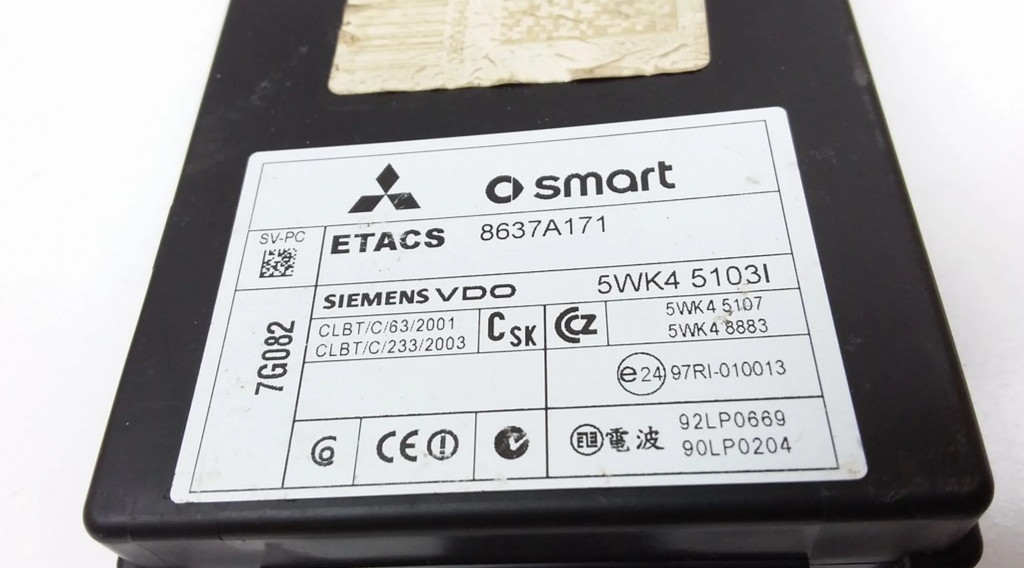 smart
SV-PC
ETACS 8637A171
SIEMENS VDO 5WK4 5103I
CLBT/C/63/2001
CLBT/C/233/2003
CSK
CCZ
5WK4 5107
5WK4 8883
7G082
e24 97RI-010013
CE
電波
92LP0669
90LP0204